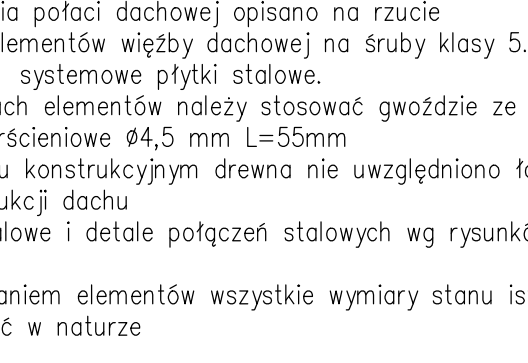 ia połaci dachowej opisano na rzucie
lementów więźby dachowej na śruby klasy 5.
systemowe płytki stalowe.
ach elementów należy stosować gwoździe ze
rścieniowe Ø4,5 mm L=55mm
u konstrukcyjnym drewna nie uwzględniono ła
ukcji dachu
alowe i detale połączeń stalowych wg rysunkó
aniem elementów wszystkie wymiary stanu is
ć w naturze